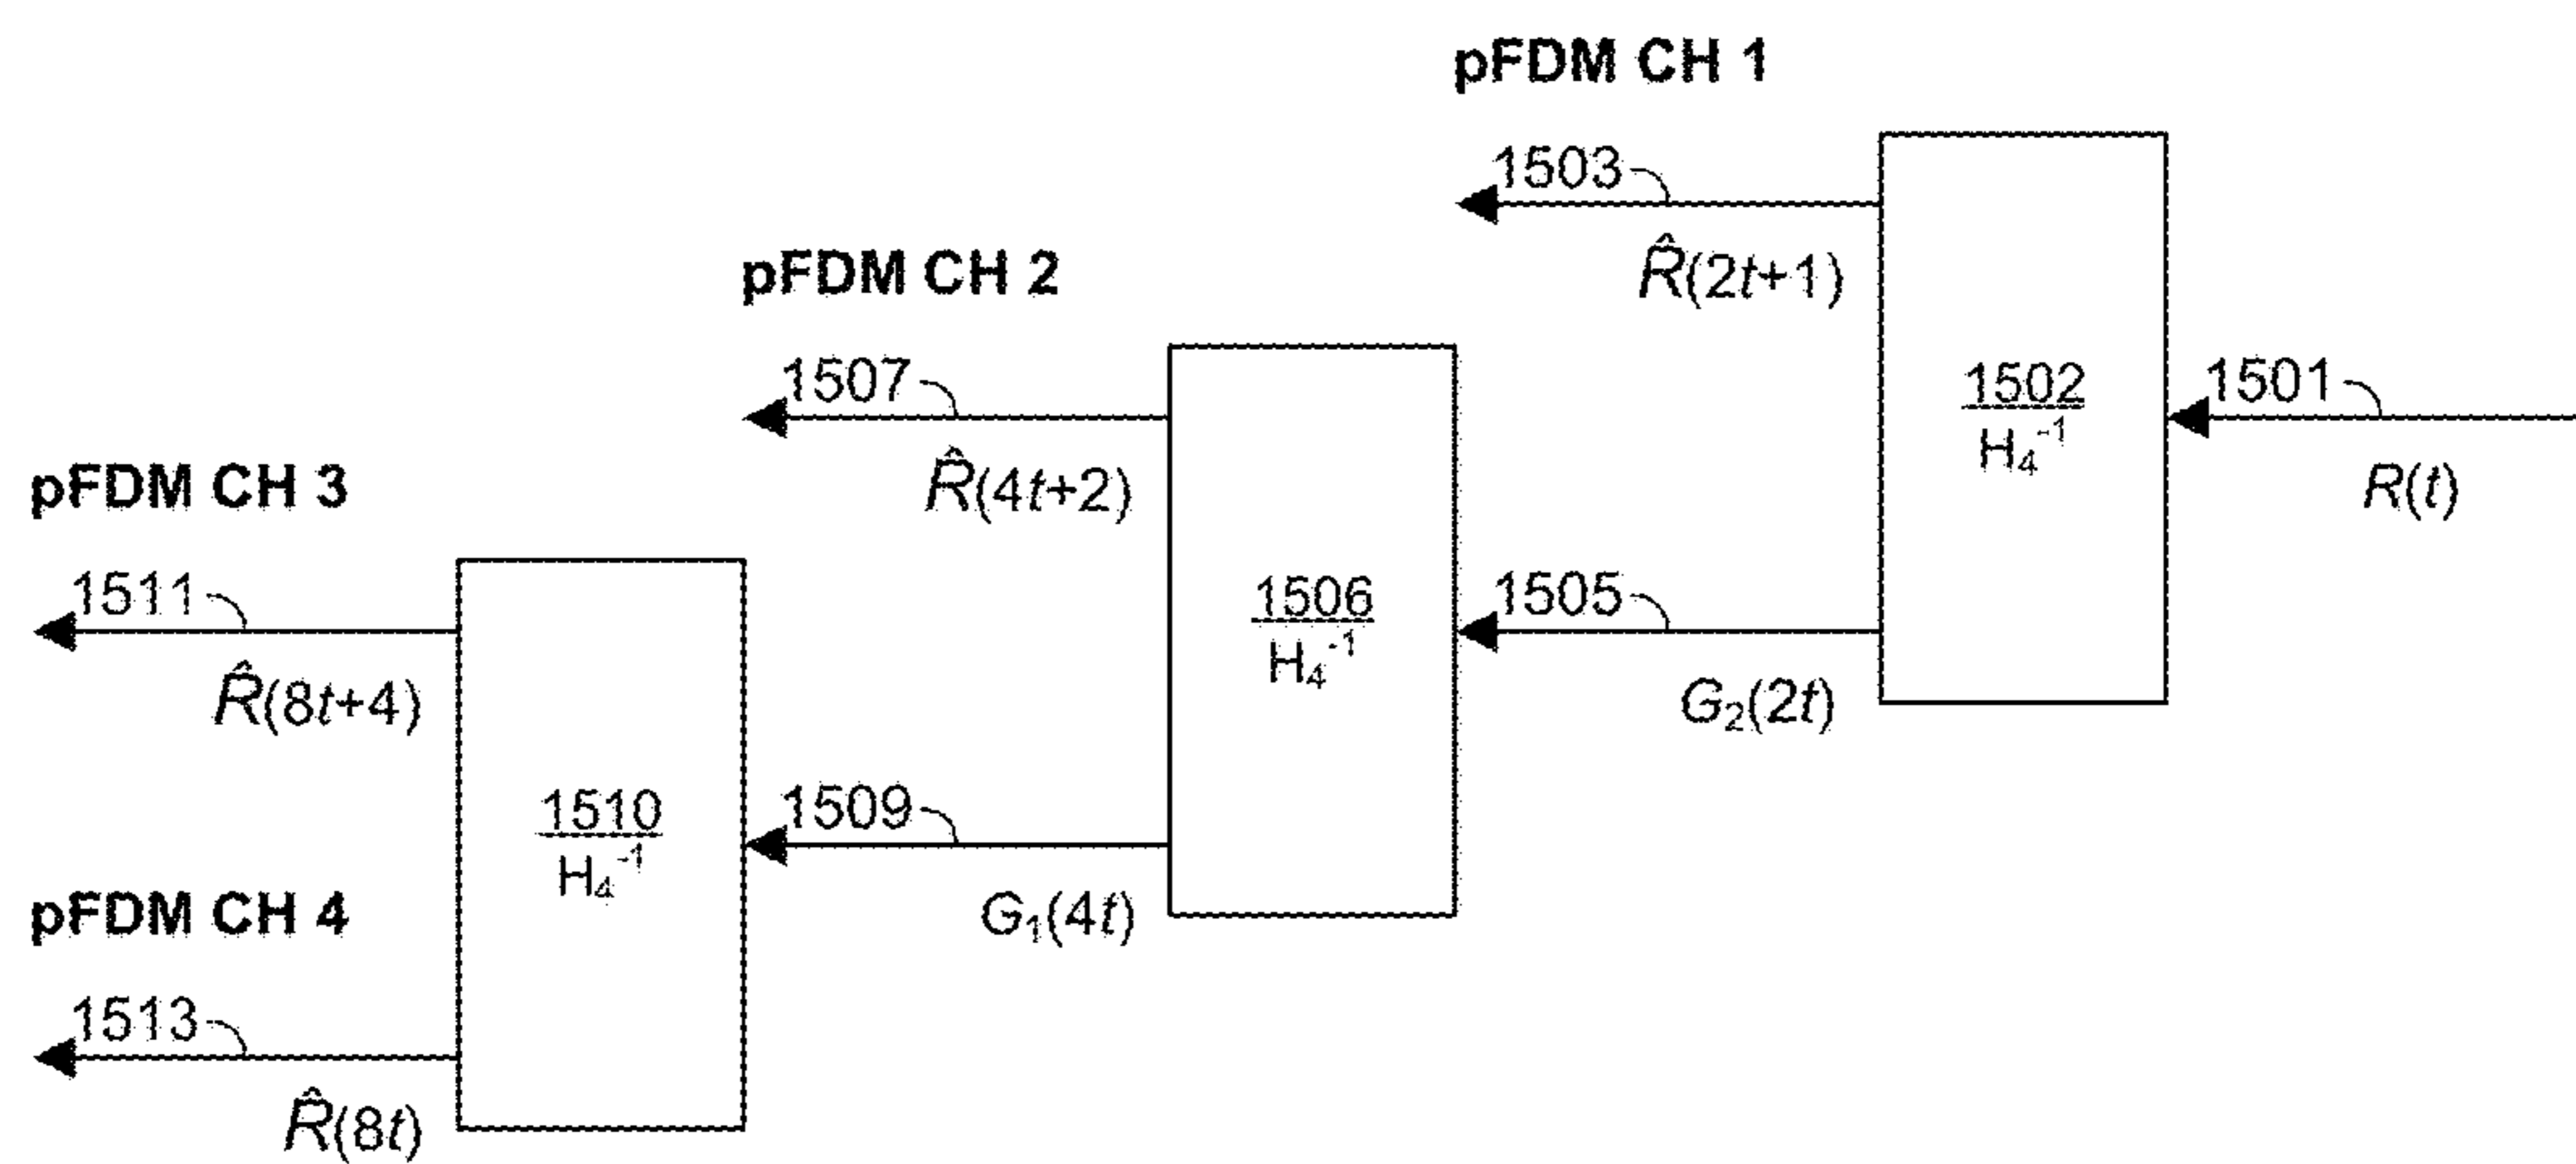 pFDM CH 1
1503
R̂(2t+1)
pFDM CH 2
1502
H₄⁻¹
1501
R(t)
1507
R̂(4t+2)
pFDM CH 3
1506
H₄⁻¹
1505
G₂(2t)
1511
R̂(8t+4)
1510
H₄⁻¹
1509
G₁(4t)
pFDM CH 4
1513
R̂(8t)